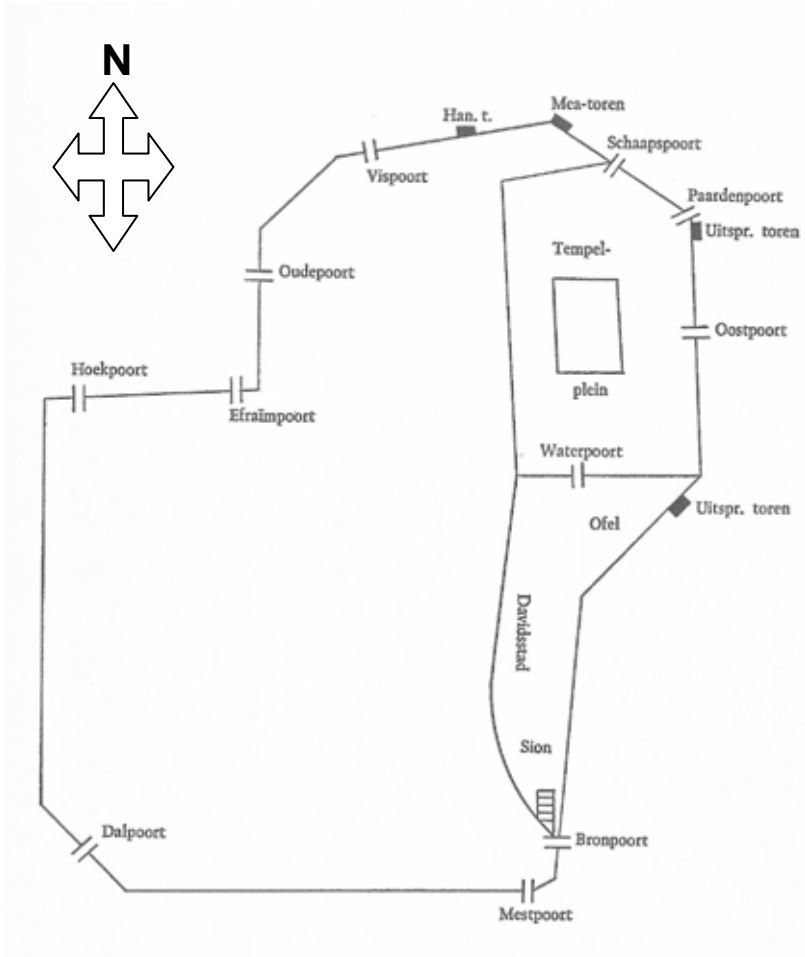 N
Mea-toren
Han. t.
Schaapspoort
Vispoort
Paardenpoort
Uitspr. toren
Tempel-
Oudepoort
Oostpoort
Hoekpoort
plein
Efraïmpoort
Waterpoort
Uitspr. toren
Ofel
Davidsstad
Sion
Dalpoort
Bronpoort
Mestpoort